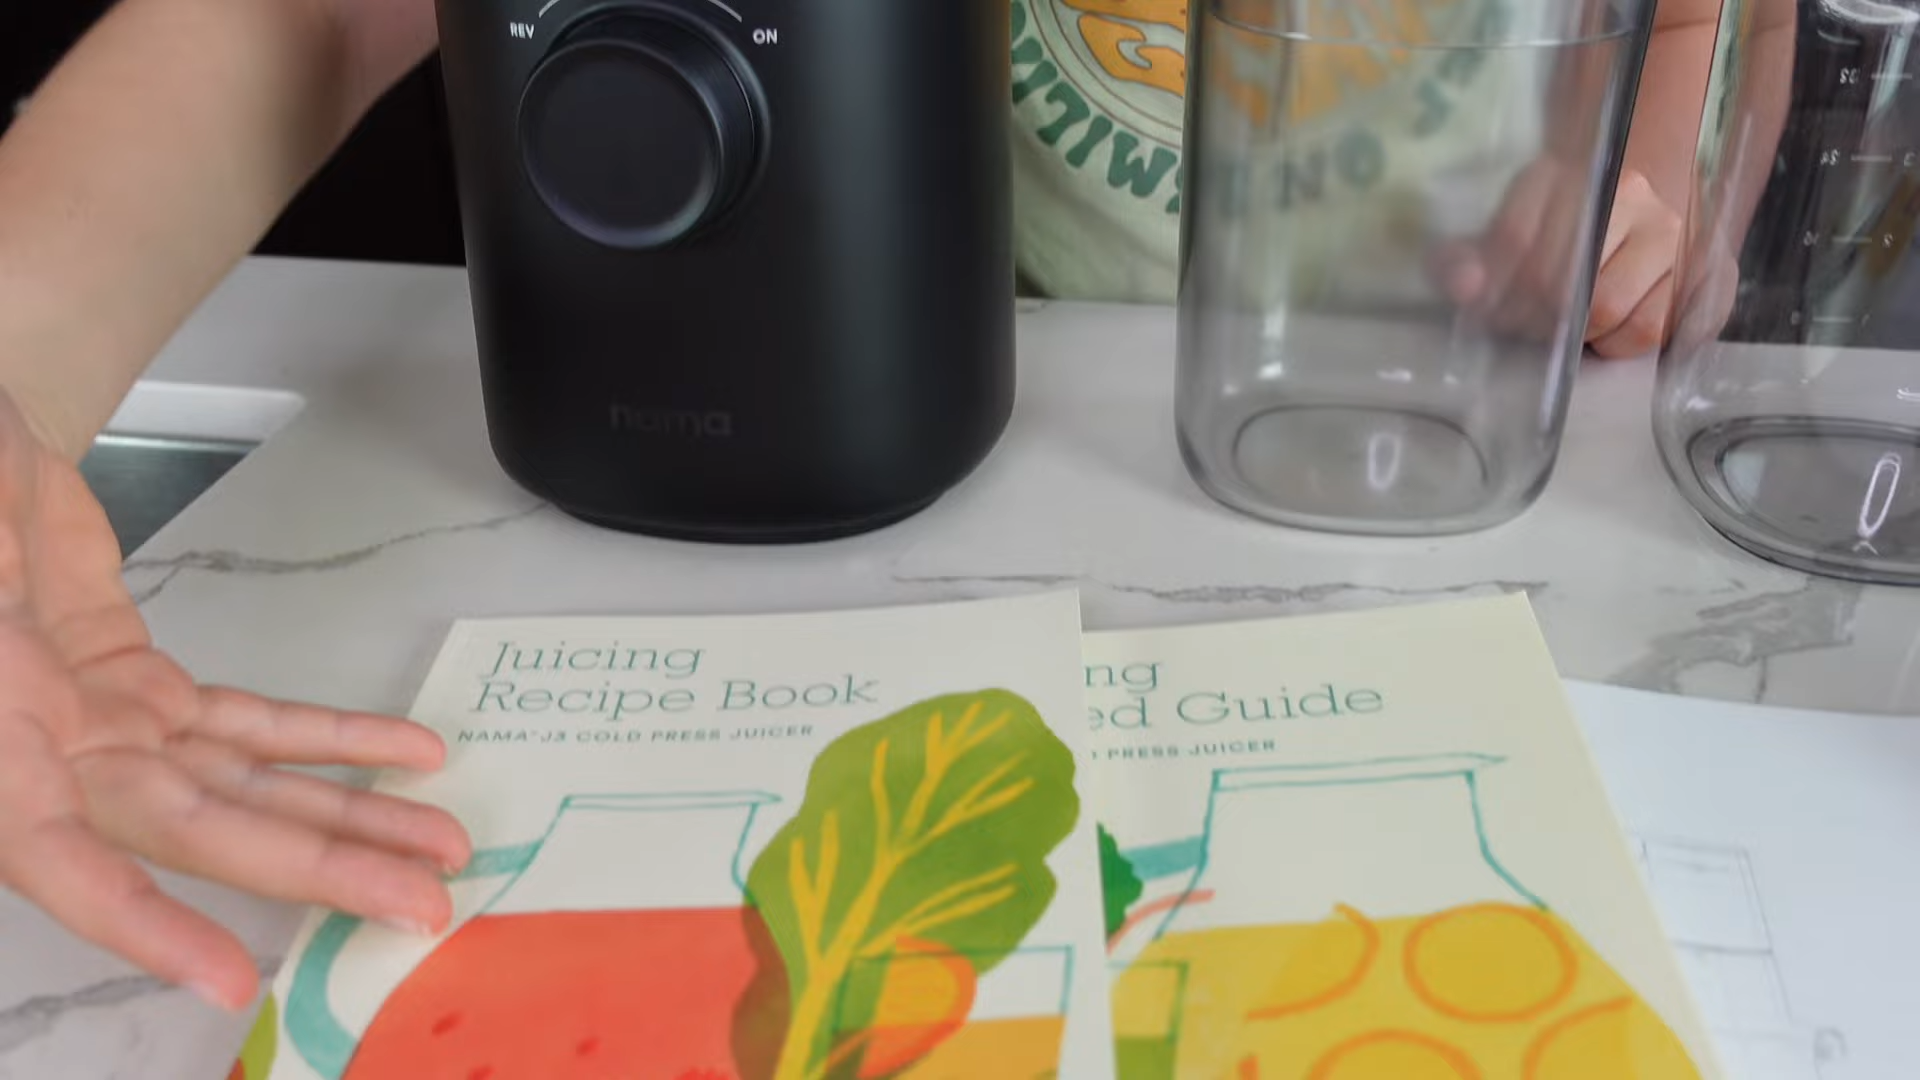 REV
ON
nama
Juicing
Recipe Book
NAMA® J3 COLD PRESS JUICER
ng
ed Guide
PRESS JUICER